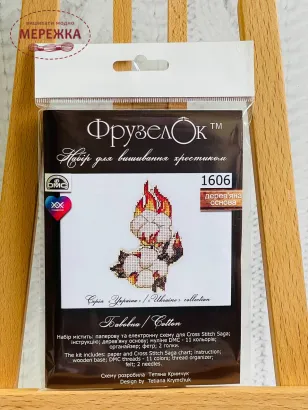 вишивати модно
МЕРЕЖКА
ФрузелОк™
Набір для вишивання хрестиком
1606
дерев'яна
основа
DMC
Серія «Україна» / «Ukraine» collection
Бавовна / Cotton
Набір містить: паперову та електронну схему для Cross Stitch Saga;
інструкцію; дерев'яну основу; муліне DMC - 11 кольорів;
органайзер; фетр; 2 голки.
The kit includes: paper and Cross Stitch Saga chart; instruction;
wooden base; DMC threads - 11 colors; thread organizer;
felt; 2 needles.
Схему розробила Тетяна Кримчук
Design by Tetiana Krymchuk